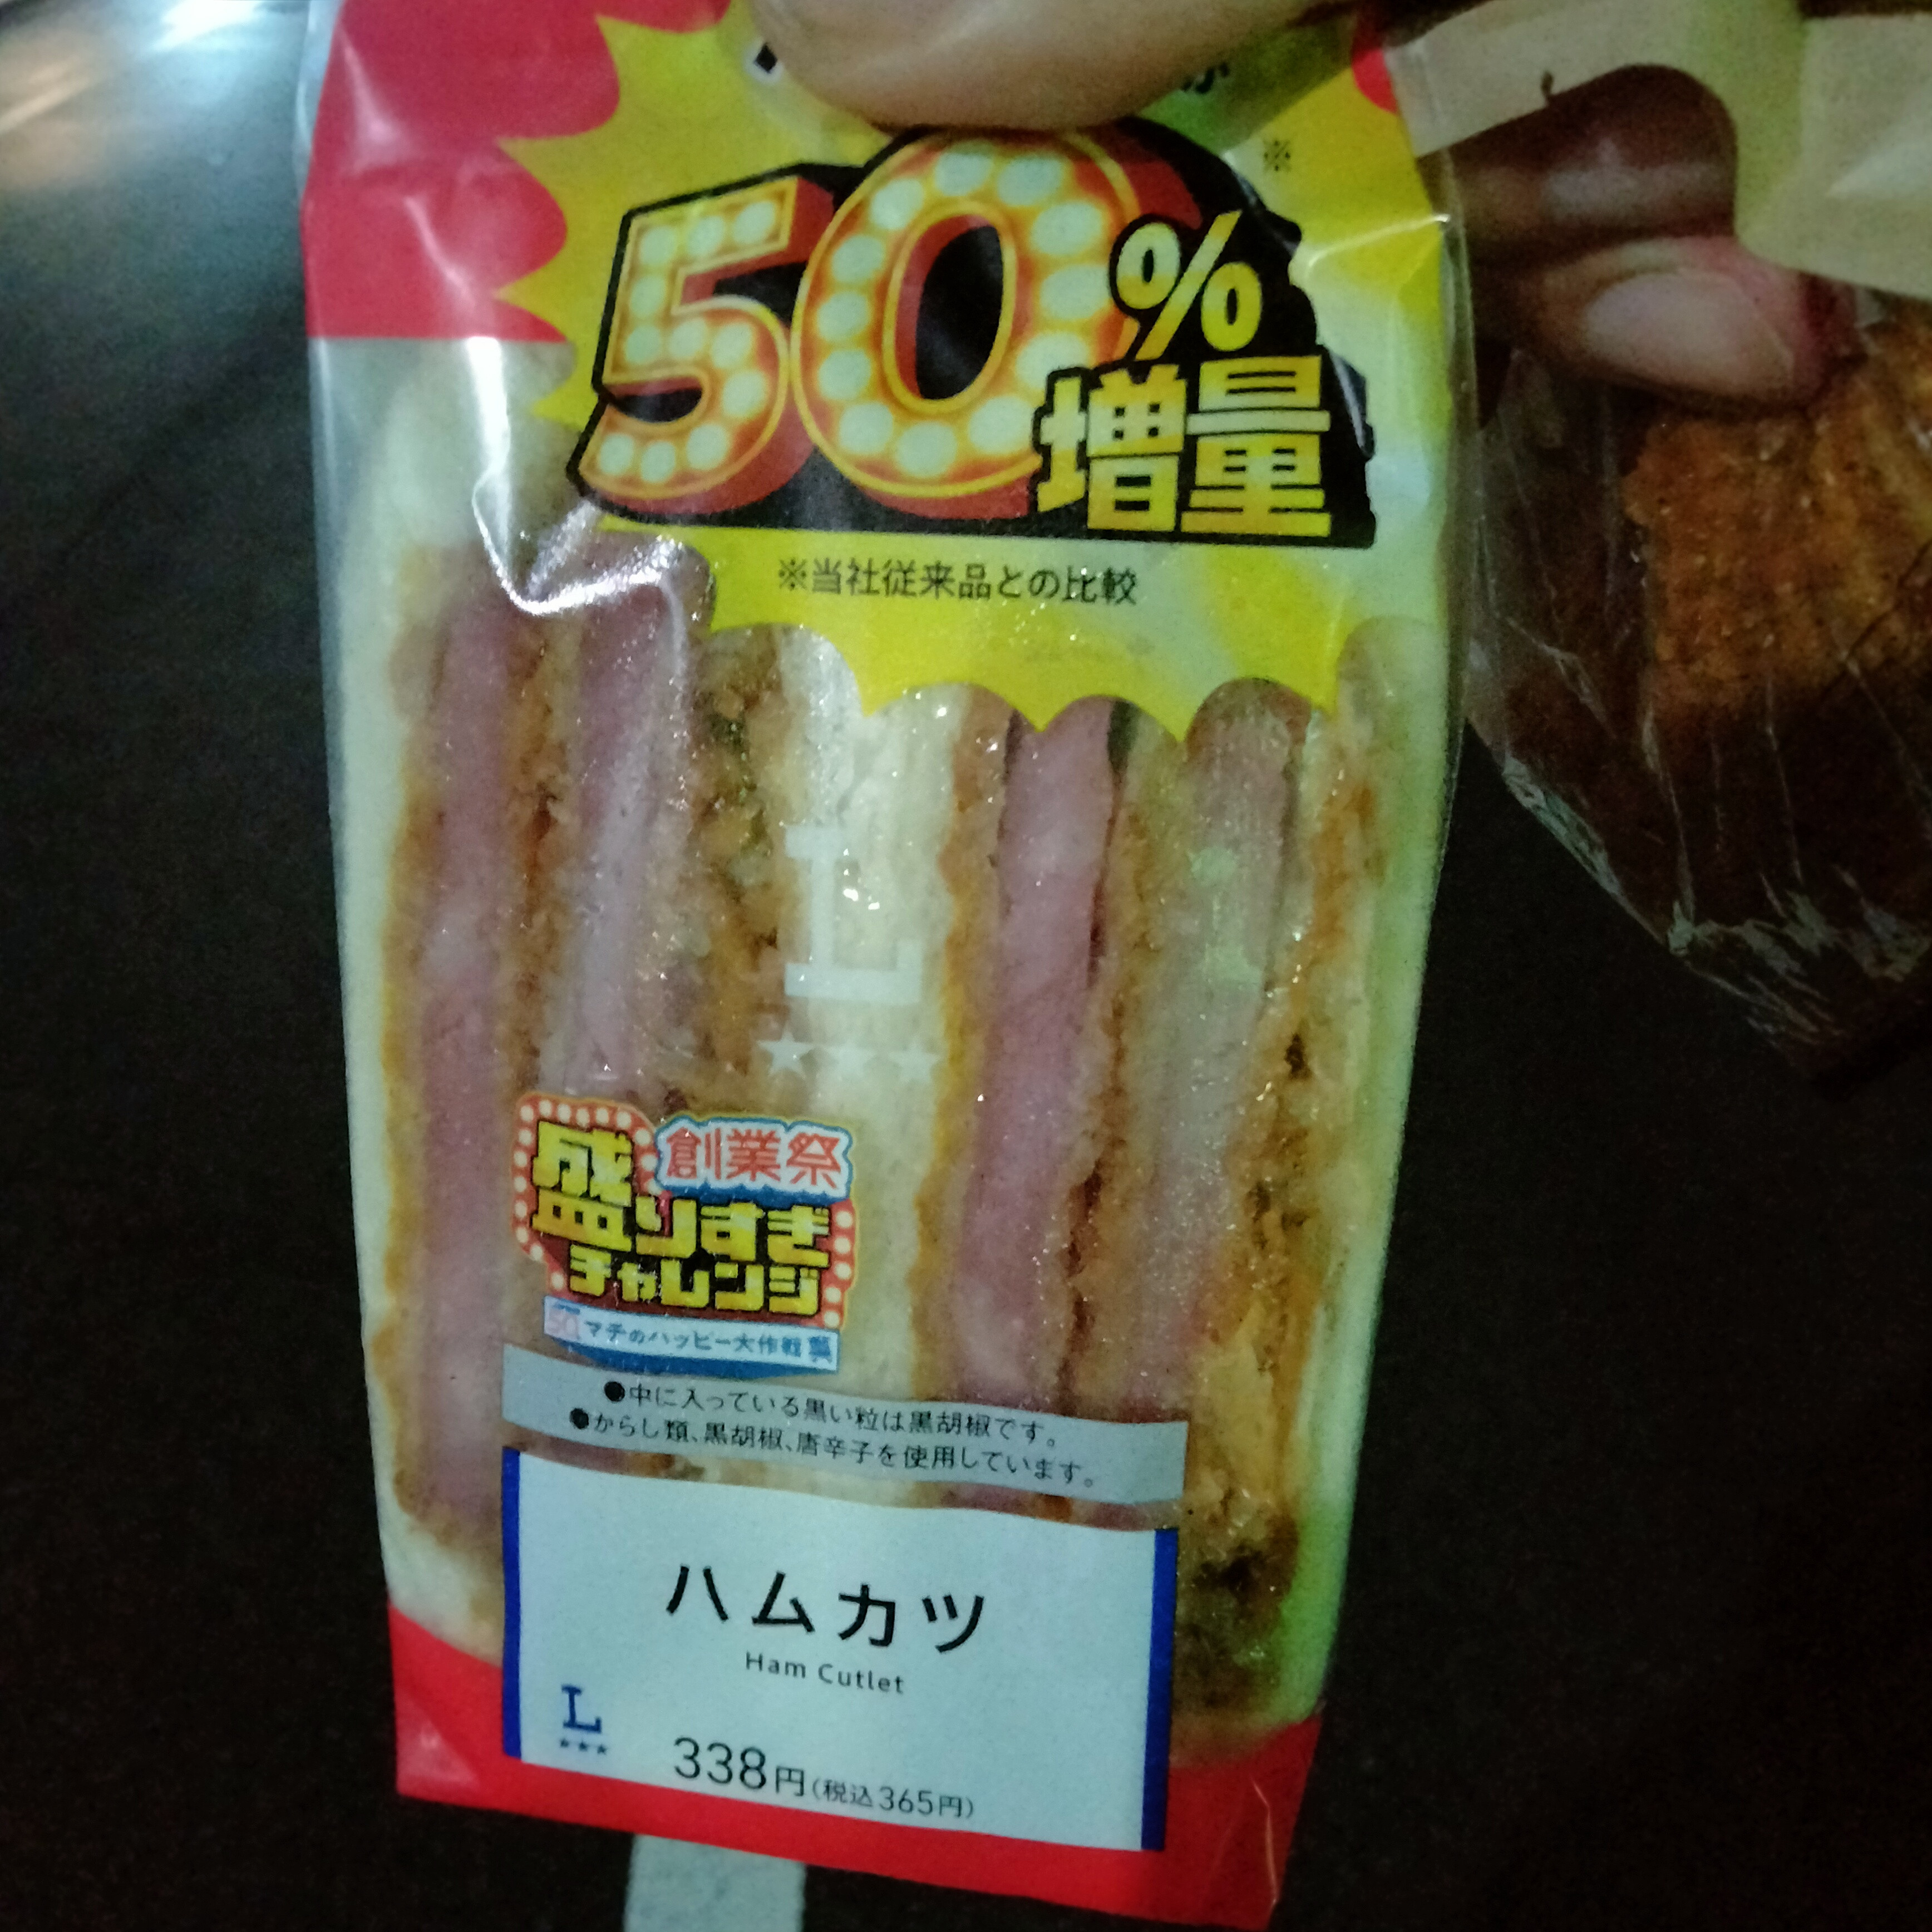 50%増量
※
※当社従来品との比較
L
創業祭
盛りすぎ
チャレンジ
マチのハッピー大作戦
●中に入っている黒い粒は黒胡椒です。
●からし類、黒胡椒、唐辛子を使用しています。
ハムカツ
Ham Cutlet
L
338円(税込365円)